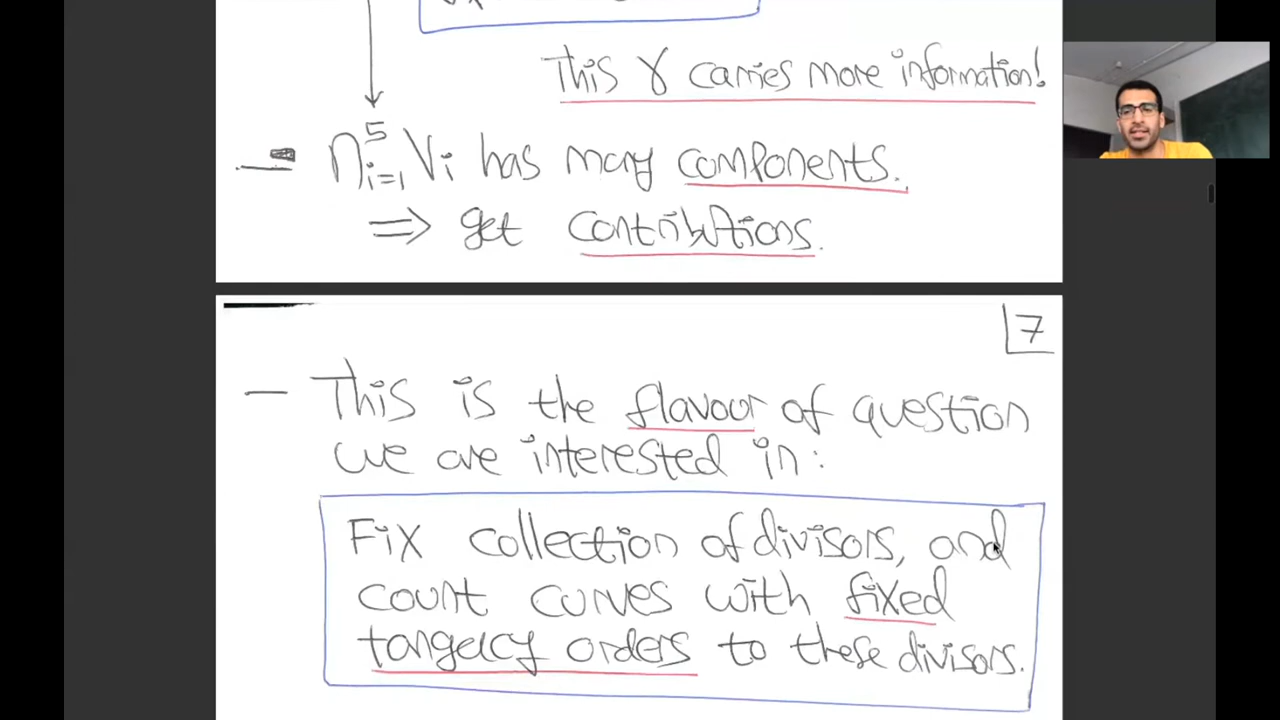 This γ carries more information!
— ∩⁵ᵢ₌₁ Vᵢ has many components.
⟹ get contributions.
7
— This is the flavour of question
we are interested in:
Fix collection of divisors, and
count curves with fixed
tangecy orders to these divisors.